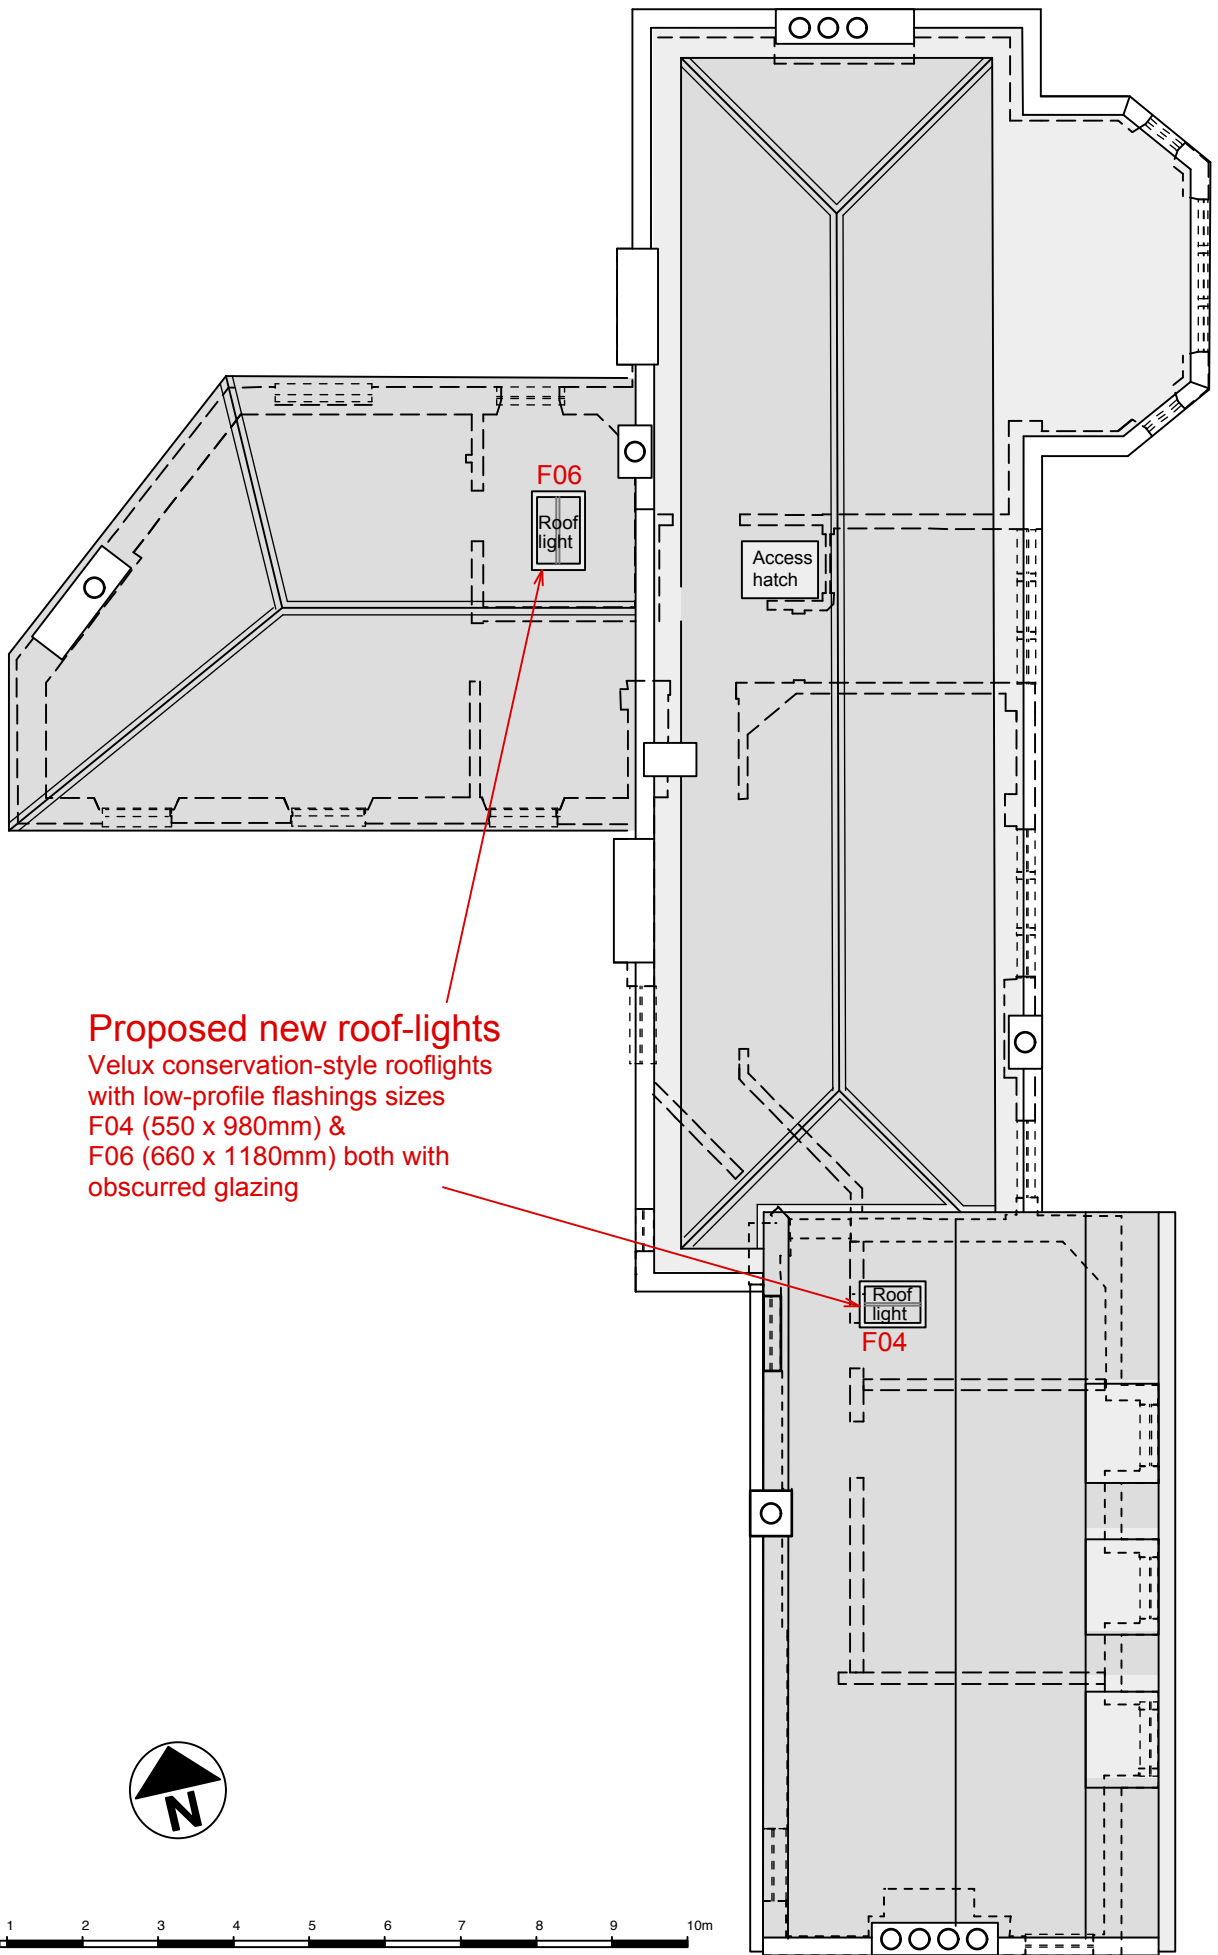 F06
Roof
light
Access
hatch
Proposed new roof-lights
Velux conservation-style rooflights
with low-profile flashings sizes
F04 (550 x 980mm) &
F06 (660 x 1180mm) both with
obscurred glazing
Roof
light
F04
N
1 2 3 4 5 6 7 8 9 10m